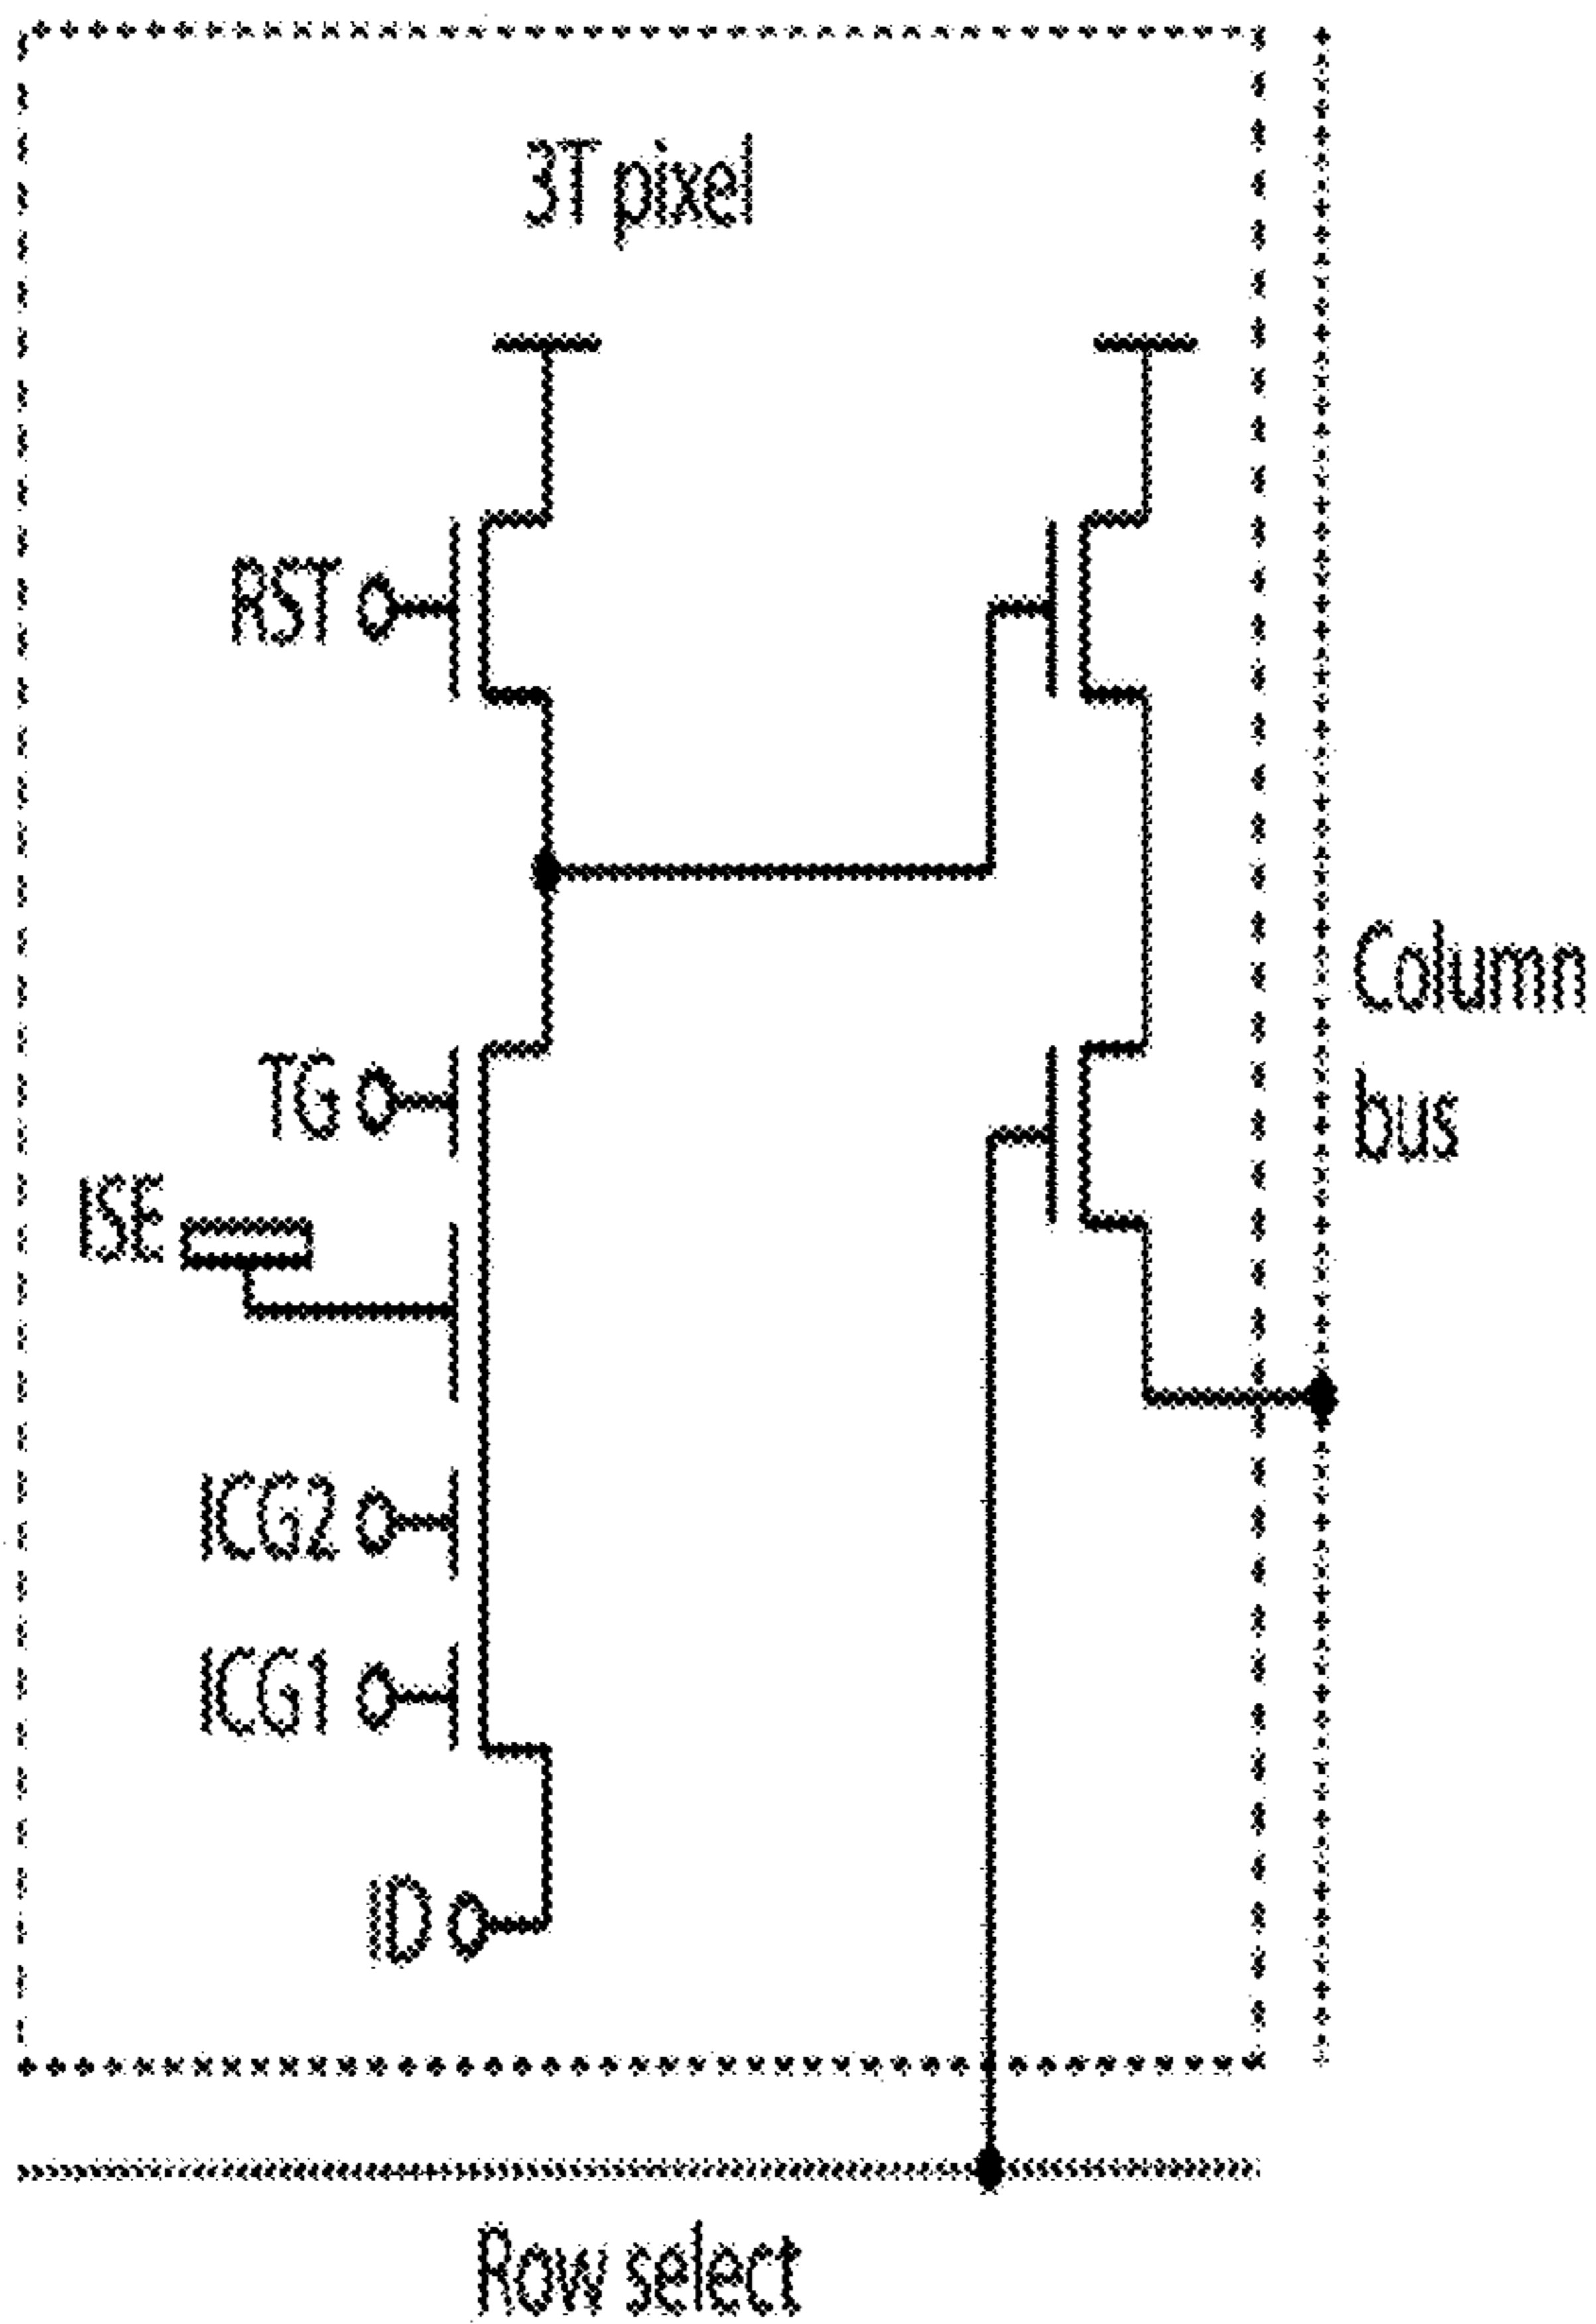 3T pixel
RST
Column
bus
TG
ISE
ICG2
ICG1
ID
Row select